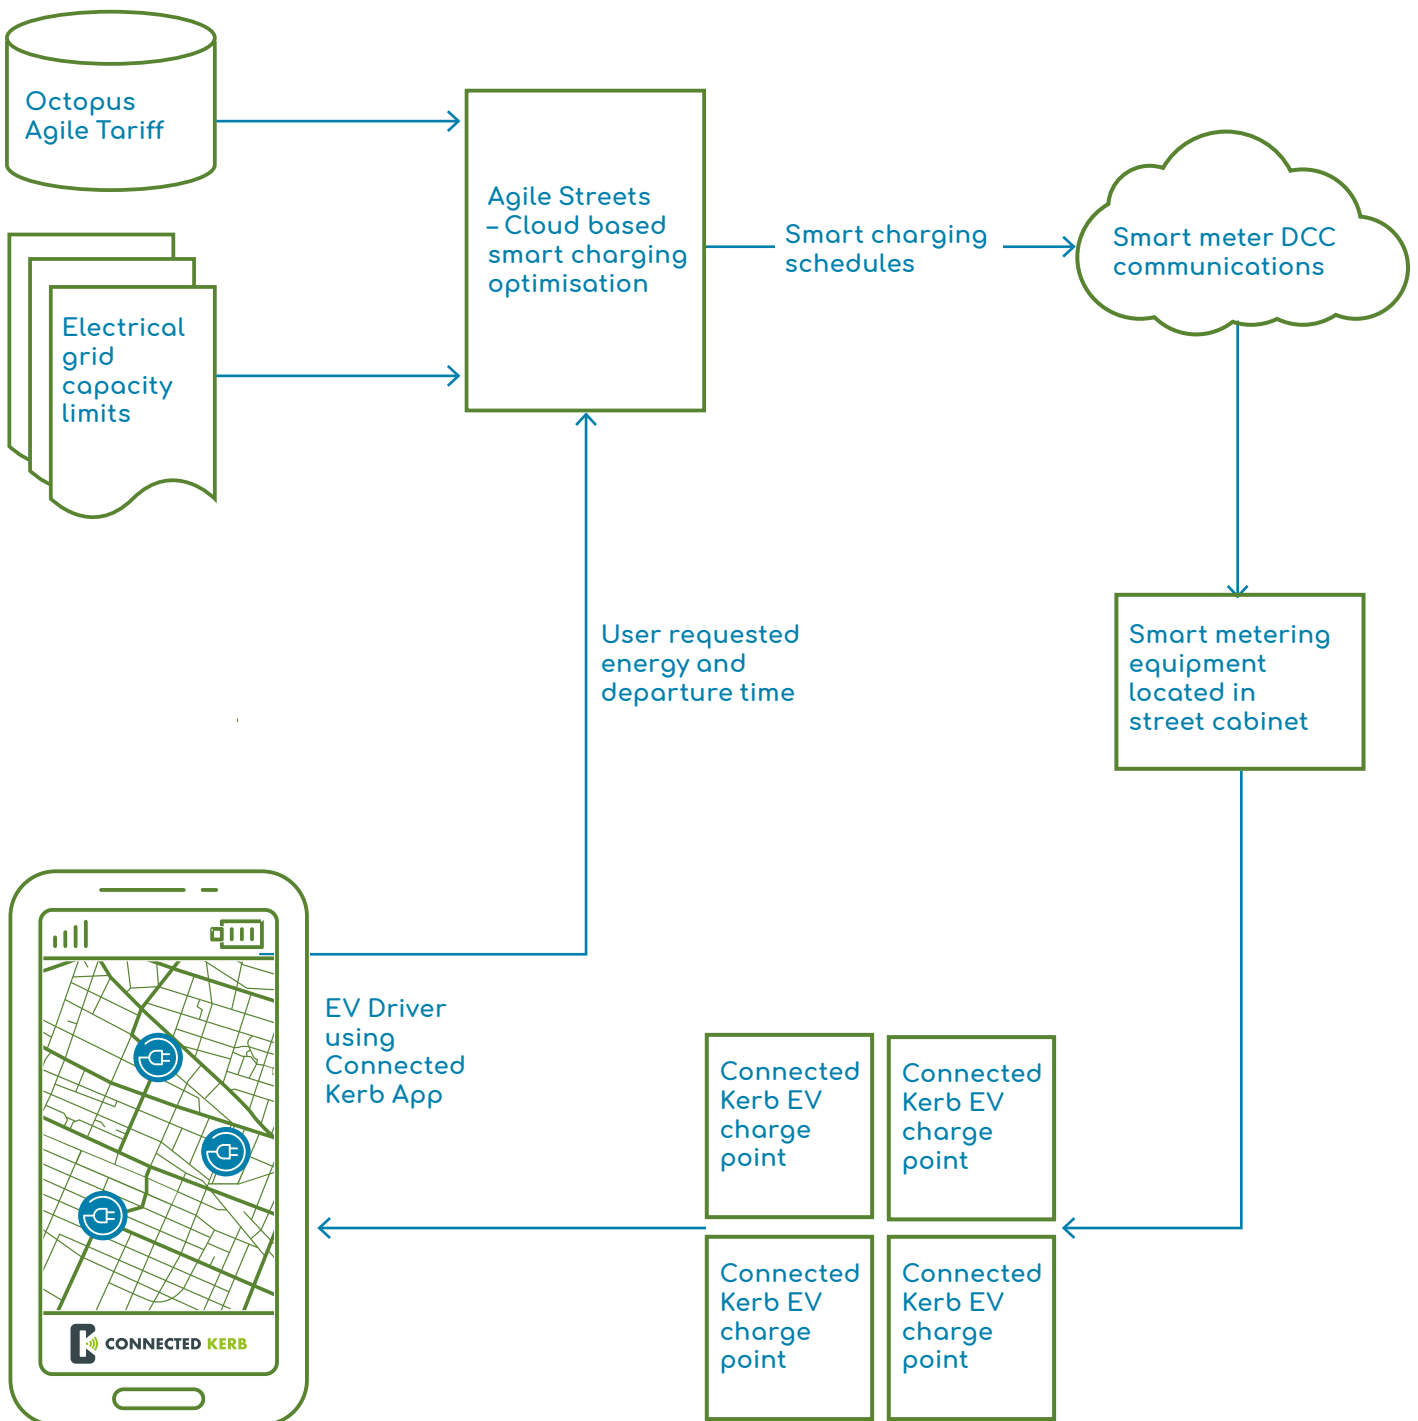 Octopus
Agile Tariff
Electrical
grid
capacity
limits
Agile Streets
– Cloud based
smart charging
optimisation
Smart charging
schedules
Smart meter DCC
communications
User requested
energy and
departure time
Smart metering
equipment
located in
street cabinet
EV Driver
using
Connected
Kerb App
Connected
Kerb EV
charge
point
Connected
Kerb EV
charge
point
Connected
Kerb EV
charge
point
Connected
Kerb EV
charge
point
CONNECTED KERB